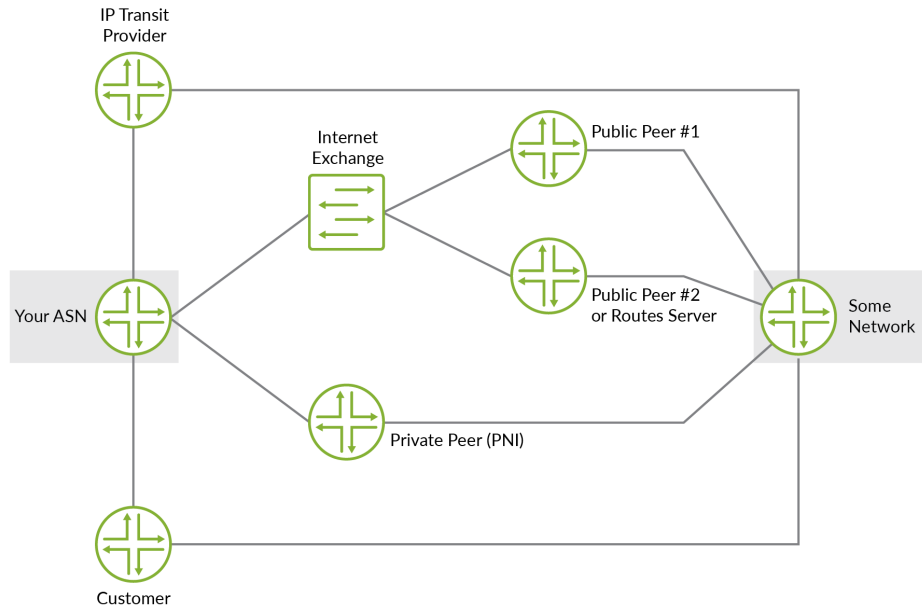 IP Transit
Provider
Internet
Exchange
Public Peer #1
Your ASN
Public Peer #2
or Routes Server
Some
Network
Private Peer (PNI)
Customer